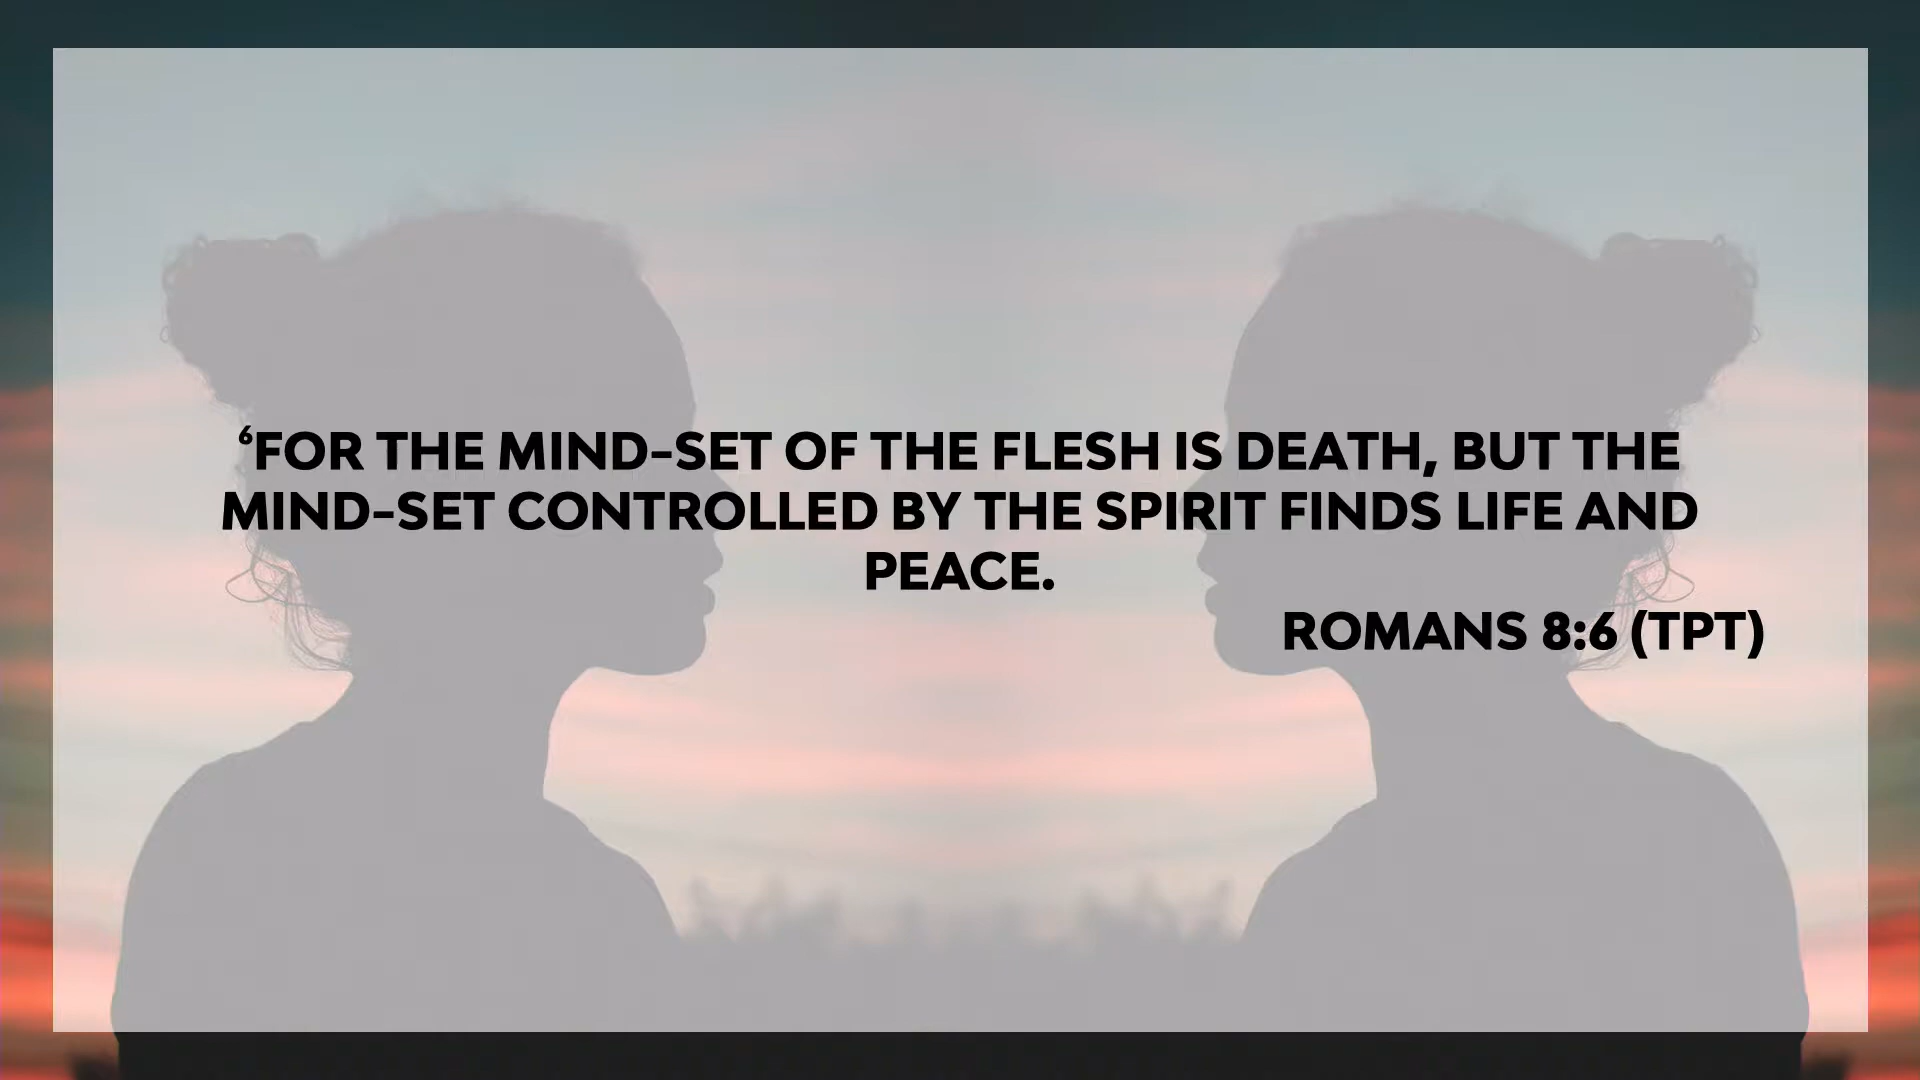 ⁶FOR THE MIND-SET OF THE FLESH IS DEATH, BUT THE
MIND-SET CONTROLLED BY THE SPIRIT FINDS LIFE AND
PEACE.
ROMANS 8:6 (TPT)